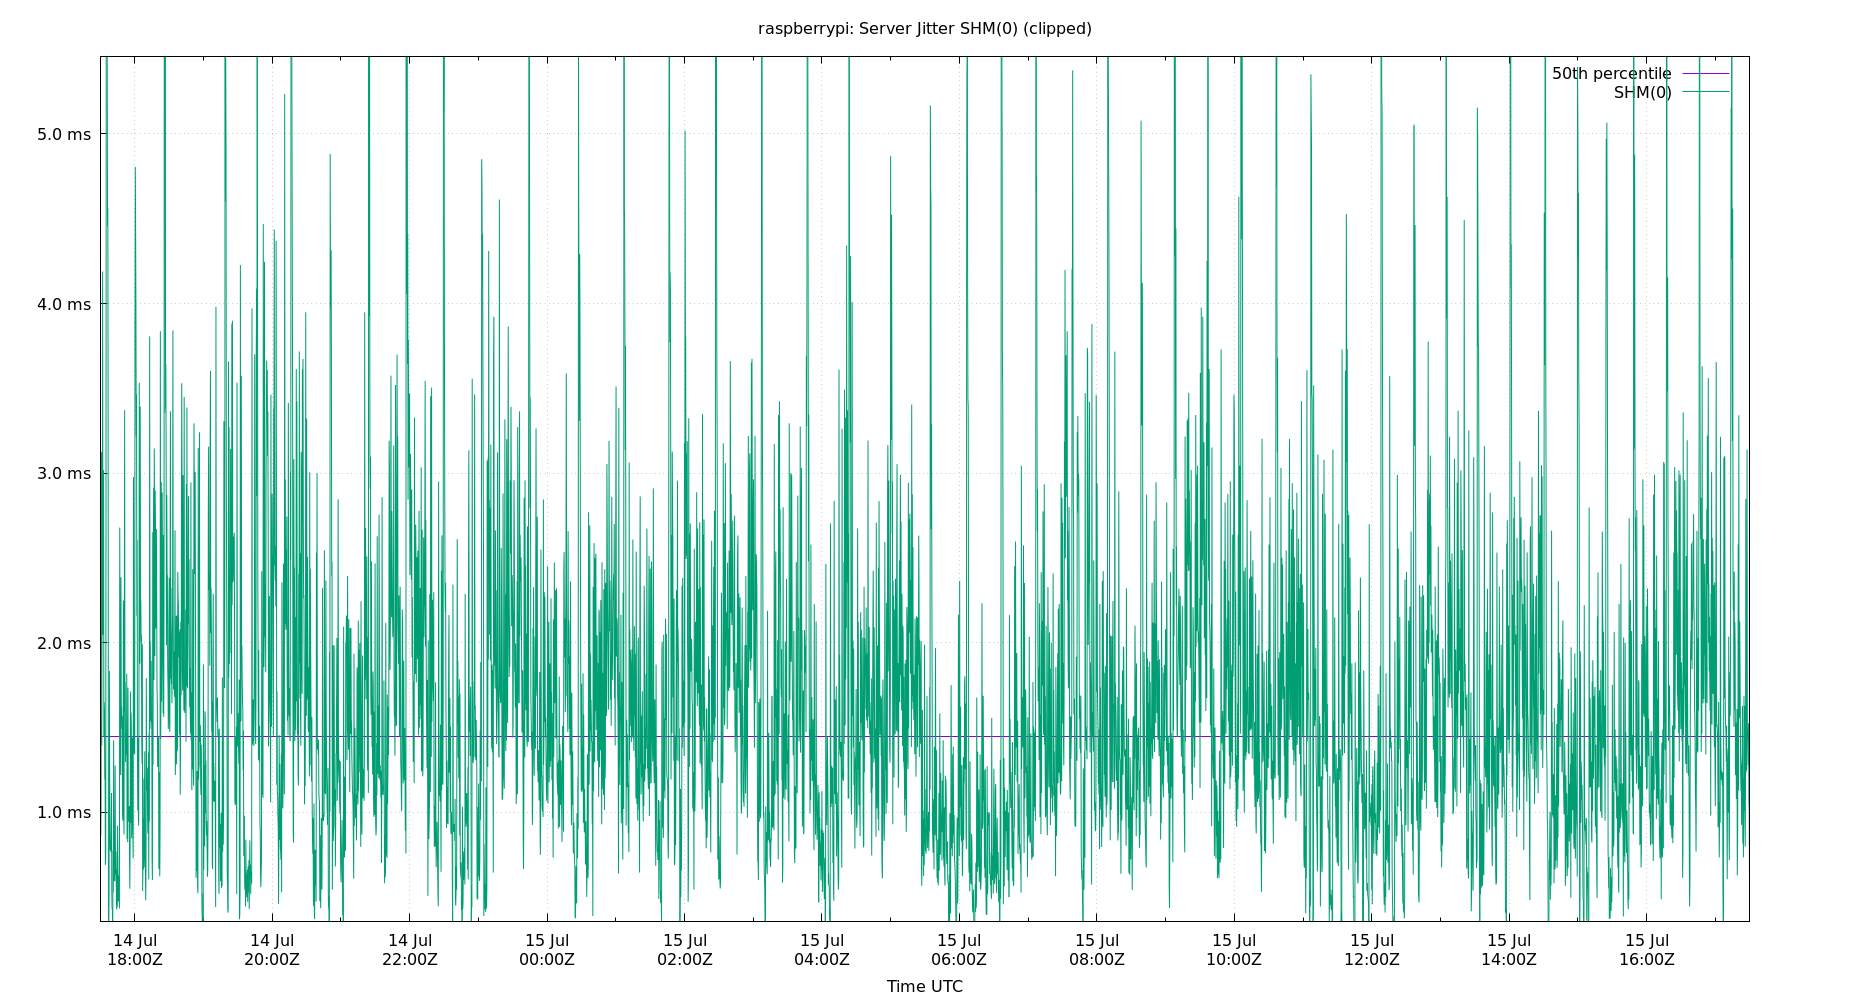 raspberrypi: Server Jitter SHM(0) (clipped)
50th percentile
SHM(0)
5.0 ms
4.0 ms
3.0 ms
2.0 ms
1.0 ms
14 Jul 14 Jul 14 Jul 15 Jul 15 Jul 15 Jul 15 Jul 15 Jul 15 Jul 15 Jul 15 Jul 15 Jul
18:00Z 20:00Z 22:00Z 00:00Z 02:00Z 04:00Z 06:00Z 08:00Z 10:00Z 12:00Z 14:00Z 16:00Z
Time UTC